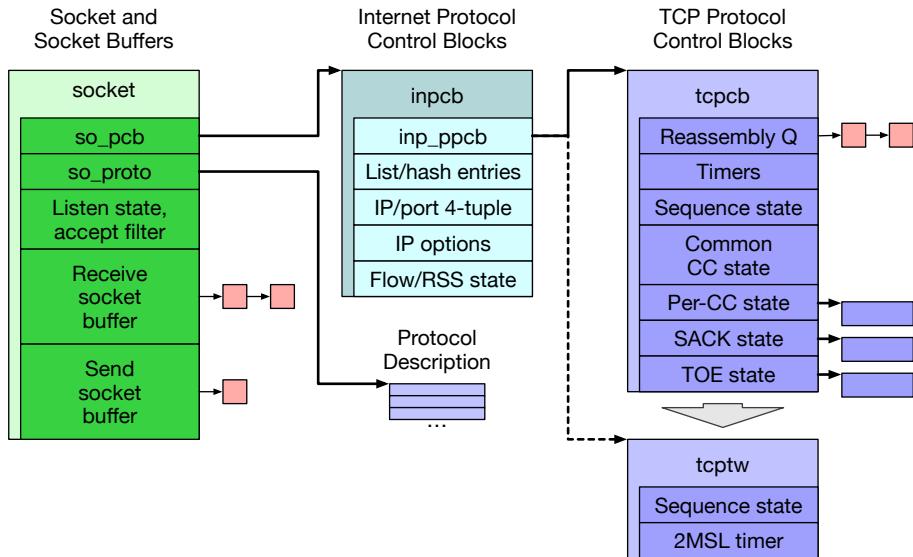 Socket and
Socket Buffers
Internet Protocol
Control Blocks
TCP Protocol
Control Blocks
socket
so_pcb
so_proto
Listen state,
accept filter
Receive
socket
buffer
Send
socket
buffer
inpcb
inp_ppcb
List/hash entries
IP/port 4-tuple
IP options
Flow/RSS state
Protocol
Description
...
tcpcb
Reassembly Q
Timers
Sequence state
Common
CC state
Per-CC state
SACK state
TOE state
tcptw
Sequence state
2MSL timer